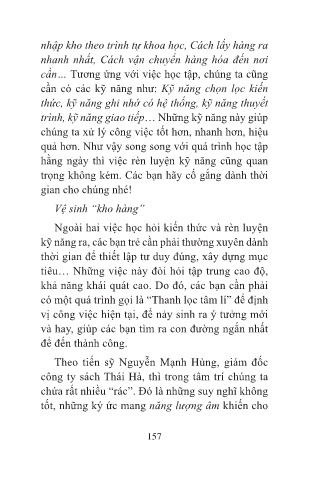 nhập kho theo trình tự khoa học, Cách lấy hàng ra
nhanh nhất, Cách vận chuyển hàng hóa đến nơi
cần… Tương ứng với việc học tập, chúng ta cũng
cần có các kỹ năng như: Kỹ năng chọn lọc kiến
thức, kỹ năng ghi nhớ có hệ thống, kỹ năng thuyết
trình, kỹ năng giao tiếp… Những kỹ năng này giúp
chúng ta xử lý công việc tốt hơn, nhanh hơn, hiệu
quả hơn. Như vậy song song với quá trình học tập
hằng ngày thì việc rèn luyện kỹ năng cũng quan
trọng không kém. Các bạn hãy cố gắng dành thời
gian cho chúng nhé!
Vệ sinh “kho hàng”
Ngoài hai việc học hỏi kiến thức và rèn luyện
kỹ năng ra, các bạn trẻ cần phải thường xuyên dành
thời gian để thiết lập tư duy đúng, xây dựng mục
tiêu… Những việc này đòi hỏi tập trung cao độ,
khả năng khái quát cao. Do đó, các bạn cần phải
có một quá trình gọi là “Thanh lọc tâm lí” để định
vị công việc hiện tại, để nảy sinh ra ý tưởng mới
và hay, giúp các bạn tìm ra con đường ngắn nhất
để đến thành công.
Theo tiến sỹ Nguyễn Mạnh Hùng, giám đốc
công ty sách Thái Hà, thì trong tâm trí chúng ta
chứa rất nhiều “rác”. Đó là những suy nghĩ không
tốt, những ký ức mang năng lượng âm khiến cho
157